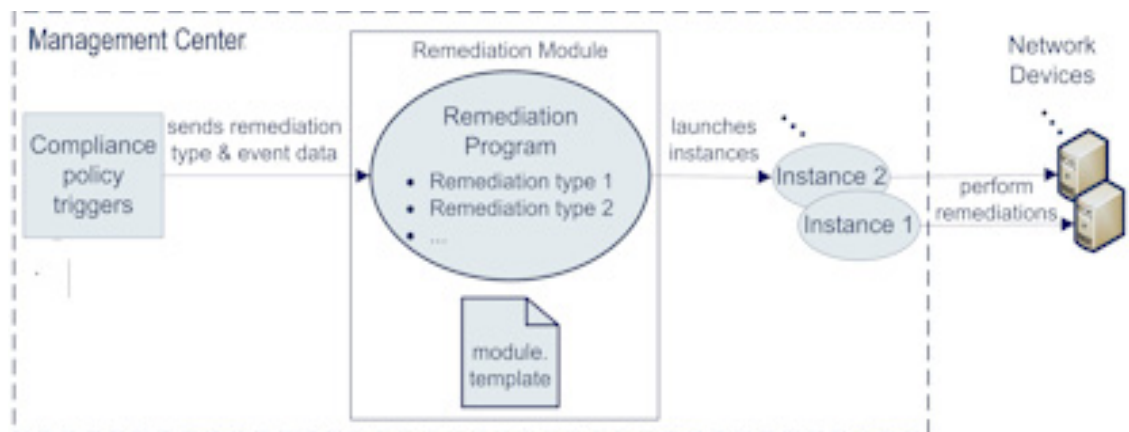 Management Center
Remediation Module
Network
Devices
Compliance
policy
triggers
sends remediation
type & event data
Remediation
Program
• Remediation type 1
• Remediation type 2
• ...
launches
instances
Instance 2
Instance 1
perform
remediations
module.
template